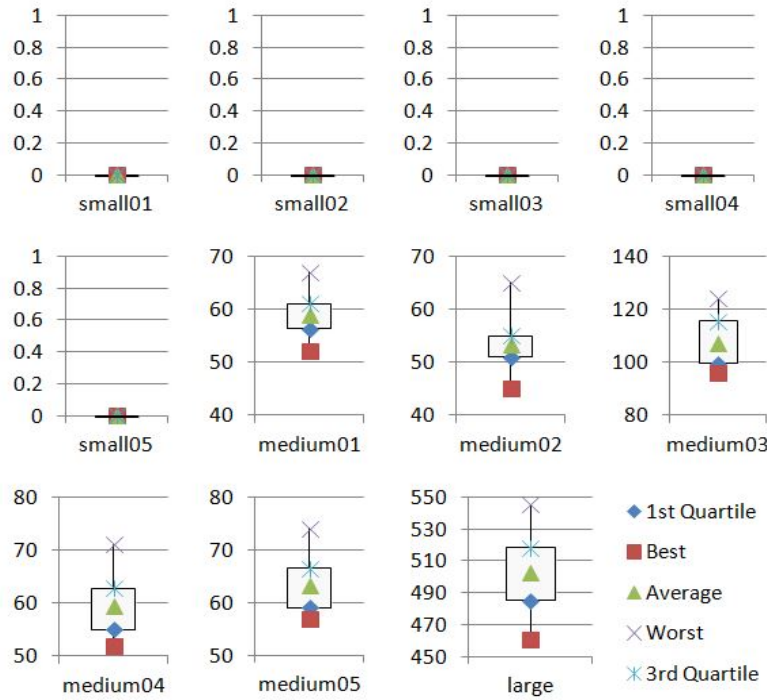 1 1 1 1
0.8 0.8 0.8 0.8
0.6 0.6 0.6 0.6
0.4 0.4 0.4 0.4
0.2 0.2 0.2 0.2
0 0 0 0
small01 small02 small03 small04
1 70 70 140
0.8
0.6 60 60 120
0.4 50 50 100
0.2
0 40 40 80
small05 medium01 medium02 medium03
80 80 550
530
70 70 510
60 60 490
470
50 50 450
medium04 medium05 large
1st Quartile
Best
Average
Worst
3rd Quartile